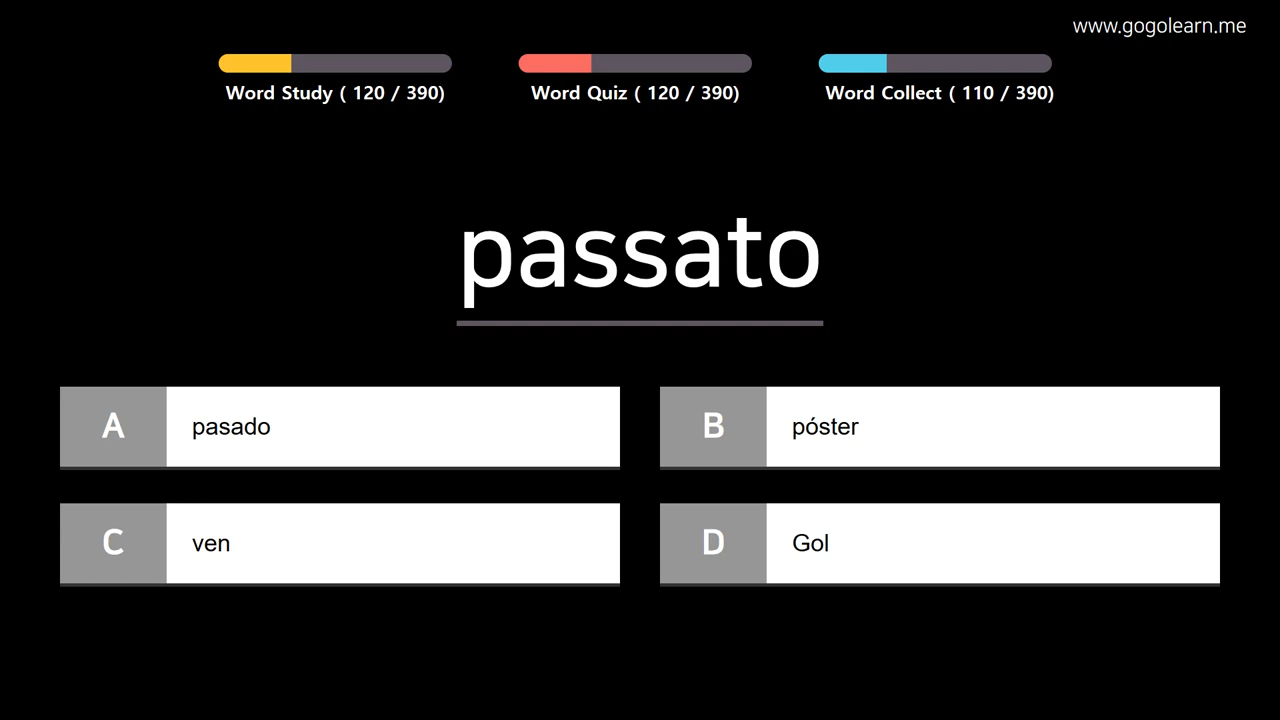 www.gogolearn.me
Word Study ( 120 / 390)
Word Quiz ( 120 / 390)
Word Collect ( 110 / 390)
passato
A pasado
B póster
C ven
D Gol